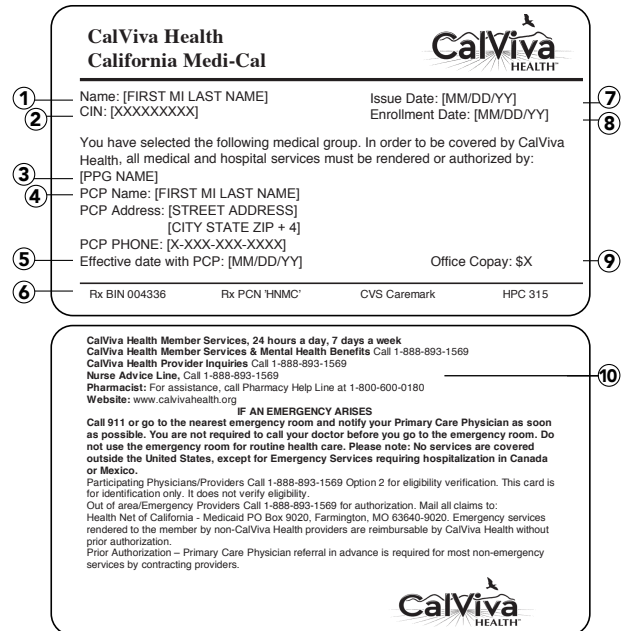 CalViva Health
California Medi-Cal
CalViva
HEALTH
1
Name: [FIRST MI LAST NAME]
Issue Date: [MM/DD/YY]
7
2
CIN: [XXXXXXXXX]
Enrollment Date: [MM/DD/YY]
8
You have selected the following medical group. In order to be covered by CalViva
Health, all medical and hospital services must be rendered or authorized by:
3
[PPG NAME]
4
PCP Name: [FIRST MI LAST NAME]
PCP Address: [STREET ADDRESS]
[CITY STATE ZIP + 4]
PCP PHONE: [X-XXX-XXX-XXXX]
5
Effective date with PCP: [MM/DD/YY]
Office Copay: $X
9
6
Rx BIN 004336 Rx PCN 'HNMC' CVS Caremark HPC 315
CalViva Health Member Services, 24 hours a day, 7 days a week
CalViva Health Member Services & Mental Health Benefits Call 1-888-893-1569
CalViva Health Provider Inquiries Call 1-888-893-1569
Nurse Advice Line, Call 1-888-893-1569
10
Pharmacist: For assistance, call Pharmacy Help Line at 1-800-600-0180
Website: www.calvivahealth.org
IF AN EMERGENCY ARISES
Call 911 or go to the nearest emergency room and notify your Primary Care Physician as soon
as possible. You are not required to call your doctor before you go to the emergency room. Do
not use the emergency room for routine health care. Please note: No services are covered
outside the United States, except for Emergency Services requiring hospitalization in Canada
or Mexico.
Participating Physicians/Providers Call 1-888-893-1569 Option 2 for eligibility verification. This card is
for identification only. It does not verify eligibility.
Out of area/Emergency Providers Call 1-888-893-1569 for authorization. Mail all claims to:
Health Net of California - Medicaid PO Box 9020, Farmington, MO 63640-9020. Emergency services
rendered to the member by non-CalViva Health providers are reimbursable by CalViva Health without
prior authorization.
Prior Authorization – Primary Care Physician referral in advance is required for most non-emergency
services by contracting providers.
CalViva
HEALTH